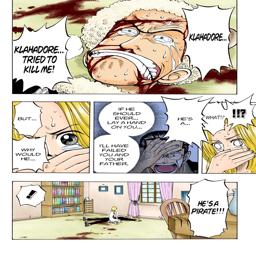 KLAHADORE...
KLAHADORE...
TRIED TO
KILL ME!
!!?
WHAT!!
HE'S
A...
IF HE
SHOULD
EVER...
LAY A HAND
ON YOU...
I'LL HAVE
FAILED YOU AND
YOUR FATHER.
BUT...
WHY
WOULD
HE...
HE'S A
PIRATE!!!